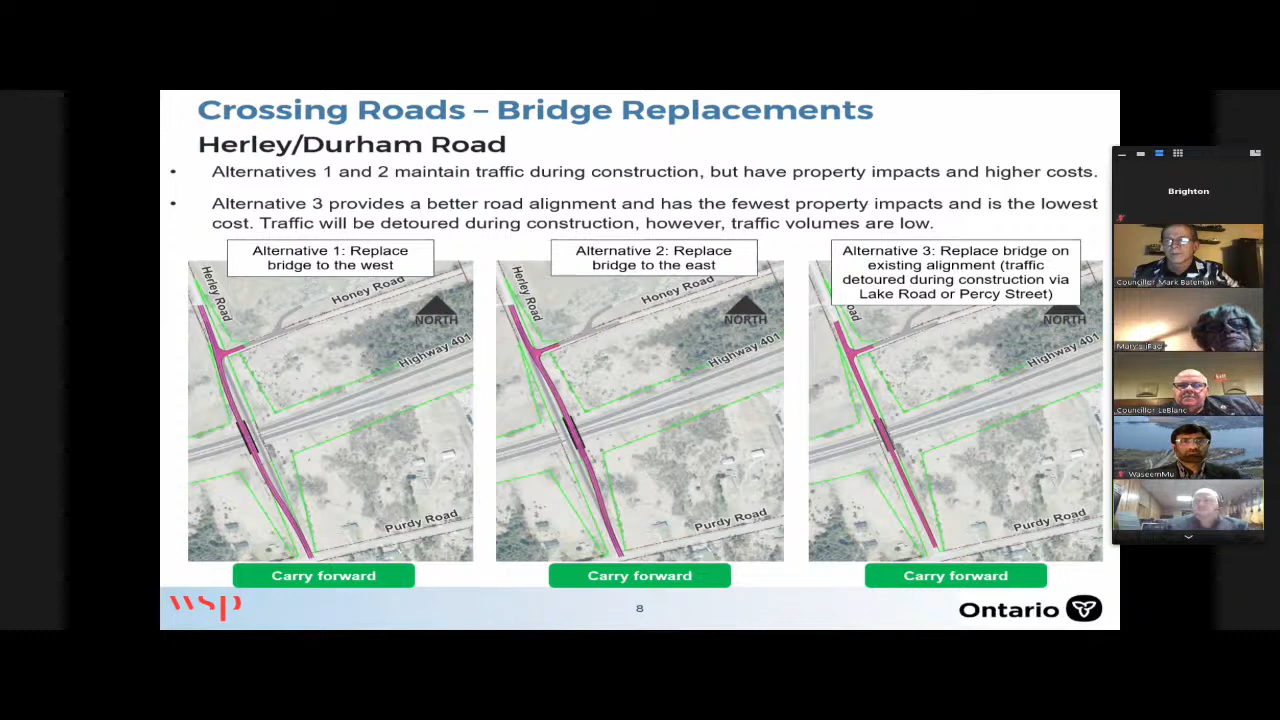 Crossing Roads – Bridge Replacements
Herley/Durham Road
• Alternatives 1 and 2 maintain traffic during construction, but have property impacts and higher costs.
• Alternative 3 provides a better road alignment and has the fewest property impacts and is the lowest
cost. Traffic will be detoured during construction, however, traffic volumes are low.
Alternative 1: Replace
bridge to the west
Herley Road
Honey Road
NORTH
Highway 401
Purdy Road
Carry forward
Alternative 2: Replace
bridge to the east
Herley Road
Honey Road
NORTH
Highway 401
Purdy Road
Carry forward
Alternative 3: Replace bridge on
existing alignment (traffic
detoured during construction via
Lake Road or Percy Street)
Road
Honey Road
NORTH
Highway 401
Purdy Road
Carry forward
wsp
8
Ontario
Brighton
Councillor Mark Bateman
Mary's iPad
Councillor LeBlanc
WaseemMu